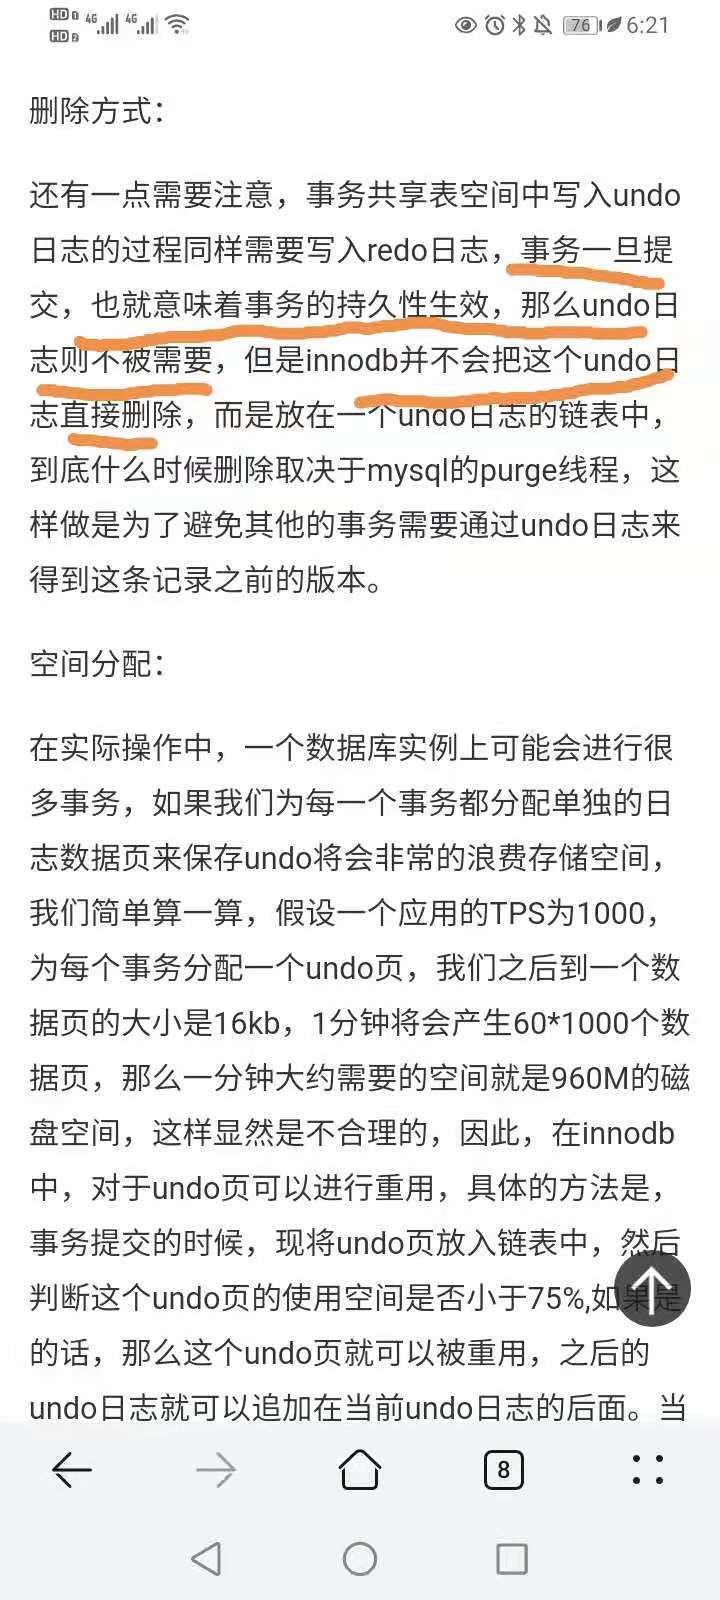 HD 1 4G 4G 76 6:21
HD 2
删除方式：
还有一点需要注意，事务共享表空间中写入undo
日志的过程同样需要写入redo日志，事务一旦提
交，也就意味着事务的持久性生效，那么undo日
志则不被需要，但是innodb并不会把这个undo日
志直接删除，而是放在一个undo日志的链表中，
到底什么时候删除取决于mysql的purge线程，这
样做是为了避免其他的事务需要通过undo日志来
得到这条记录之前的版本。
空间分配：
在实际操作中，一个数据库实例上可能会进行很
多事务，如果我们为每一个事务都分配单独的日
志数据页来保存undo将会非常的浪费存储空间，
我们简单算一算，假设一个应用的TPS为1000，
为每个事务分配一个undo页，我们之后到一个数
据页的大小是16kb，1分钟将会产生60*1000个数
据页，那么一分钟大约需要的空间就是960M的磁
盘空间，这样显然是不合理的，因此，在innodb
中，对于undo页可以进行重用，具体的方法是，
事务提交的时候，现将undo页放入链表中，然后
判断这个undo页的使用空间是否小于75%,如果是
的话，那么这个undo页就可以被重用，之后的
undo日志就可以追加在当前undo日志的后面。当
8